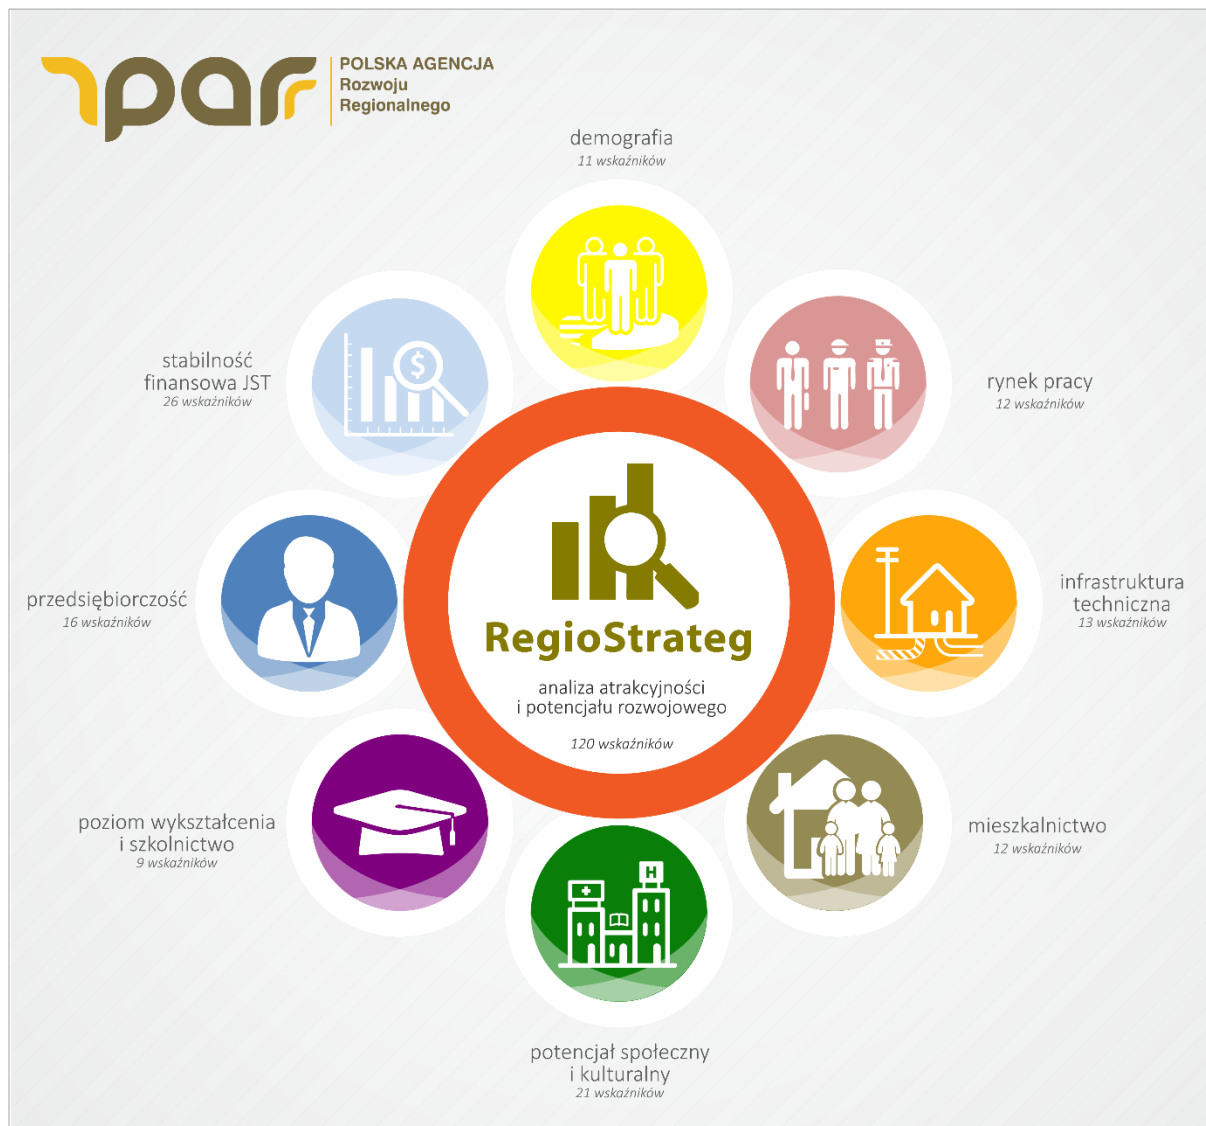 parr
POLSKA AGENCJA
Rozwoju
Regionalnego
demografia
11 wskaźników
stabilność
finansowa JST
26 wskaźników
rynek pracy
12 wskaźników
przedsiębiorczość
16 wskaźników
infrastruktura
techniczna
13 wskaźników
RegioStrateg
analiza atrakcyjności
i potencjału rozwojowego
120 wskaźników
poziom wykształcenia
i szkolnictwo
9 wskaźników
mieszkalnictwo
12 wskaźników
H
potencjał społeczny
i kulturalny
21 wskaźników